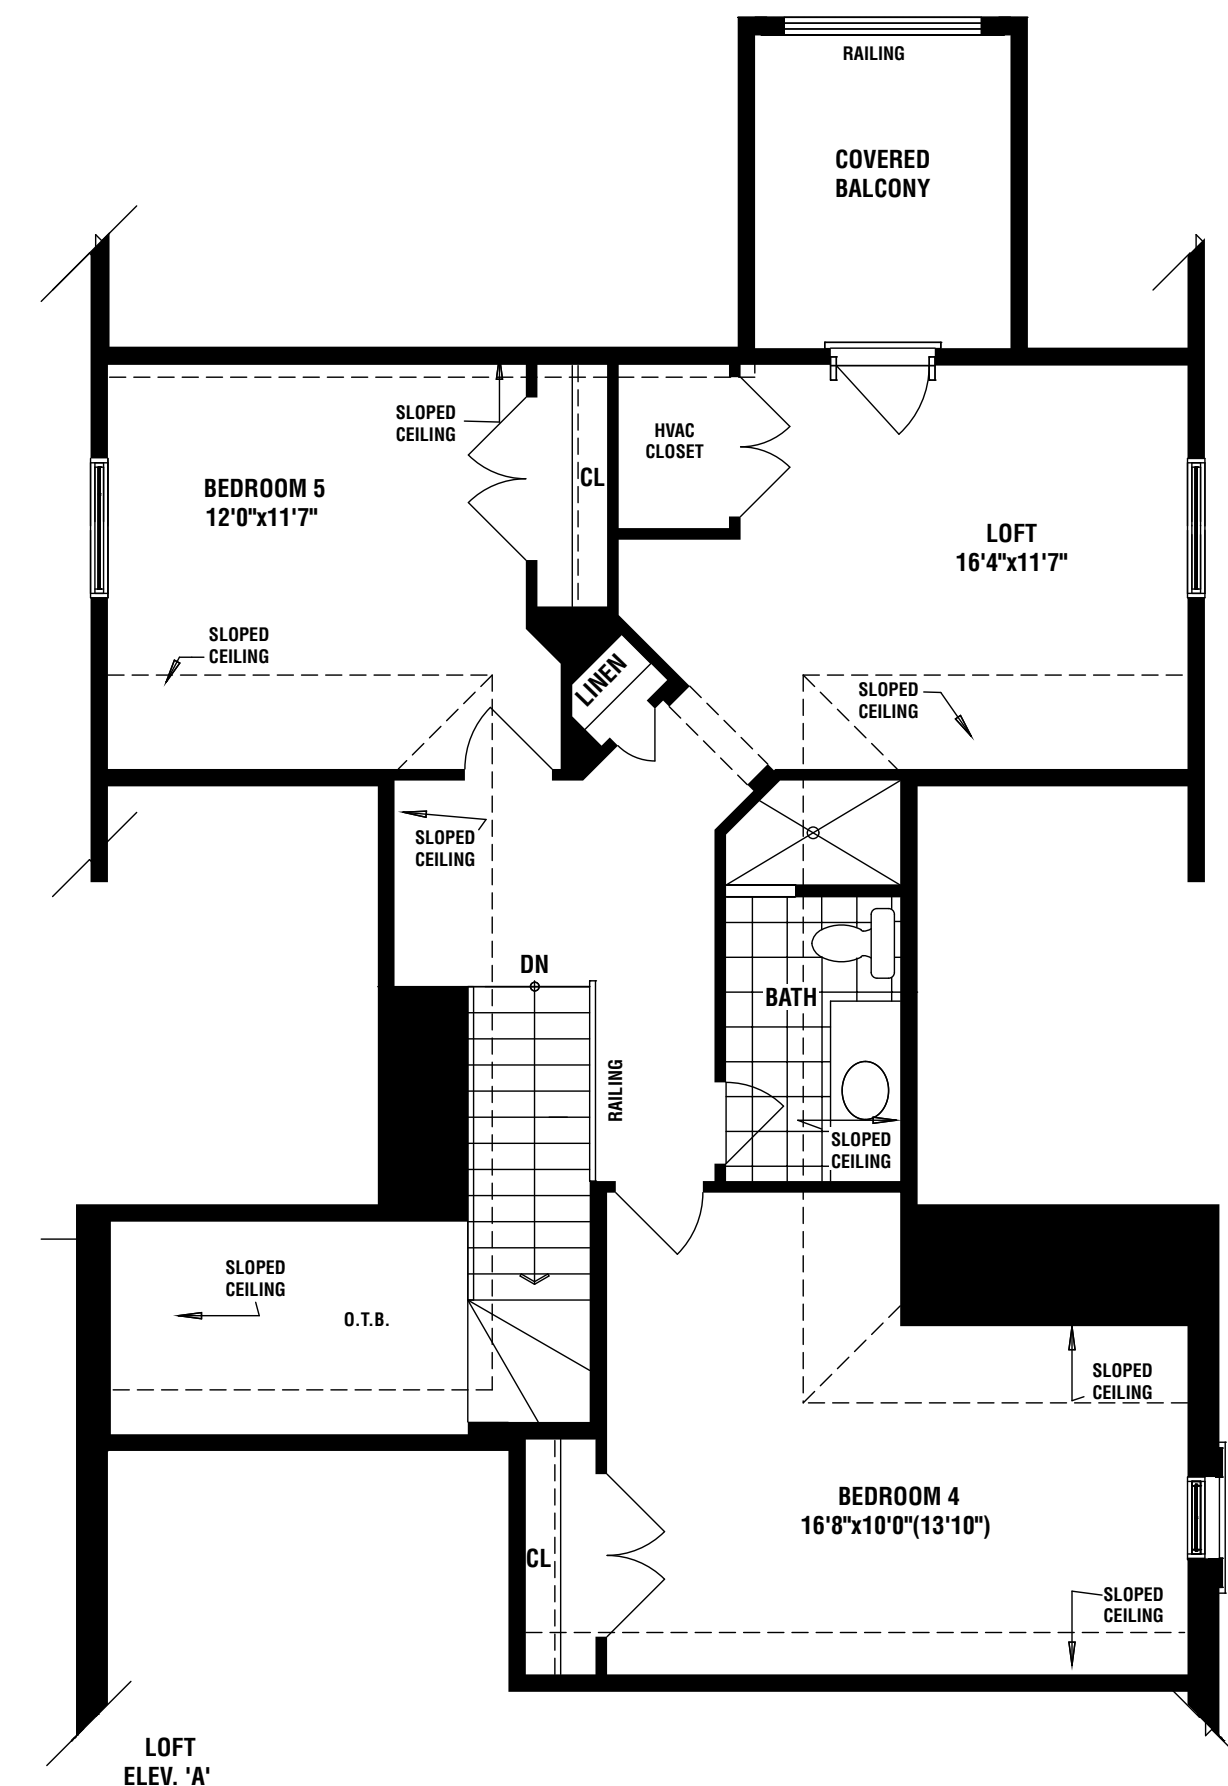 RAILING
COVERED
BALCONY
SLOPED
CEILING
HVAC
CLOSET
CL
BEDROOM 5
12'0"x11'7"
LOFT
16'4"x11'7"
SLOPED
CEILING
LINEN
SLOPED
CEILING
SLOPED
CEILING
DN
BATH
RAILING
SLOPED
CEILING
SLOPED
CEILING
O.T.B.
SLOPED
CEILING
BEDROOM 4
16'8"x10'0"(13'10")
CL
SLOPED
CEILING
LOFT
ELEV. 'A'